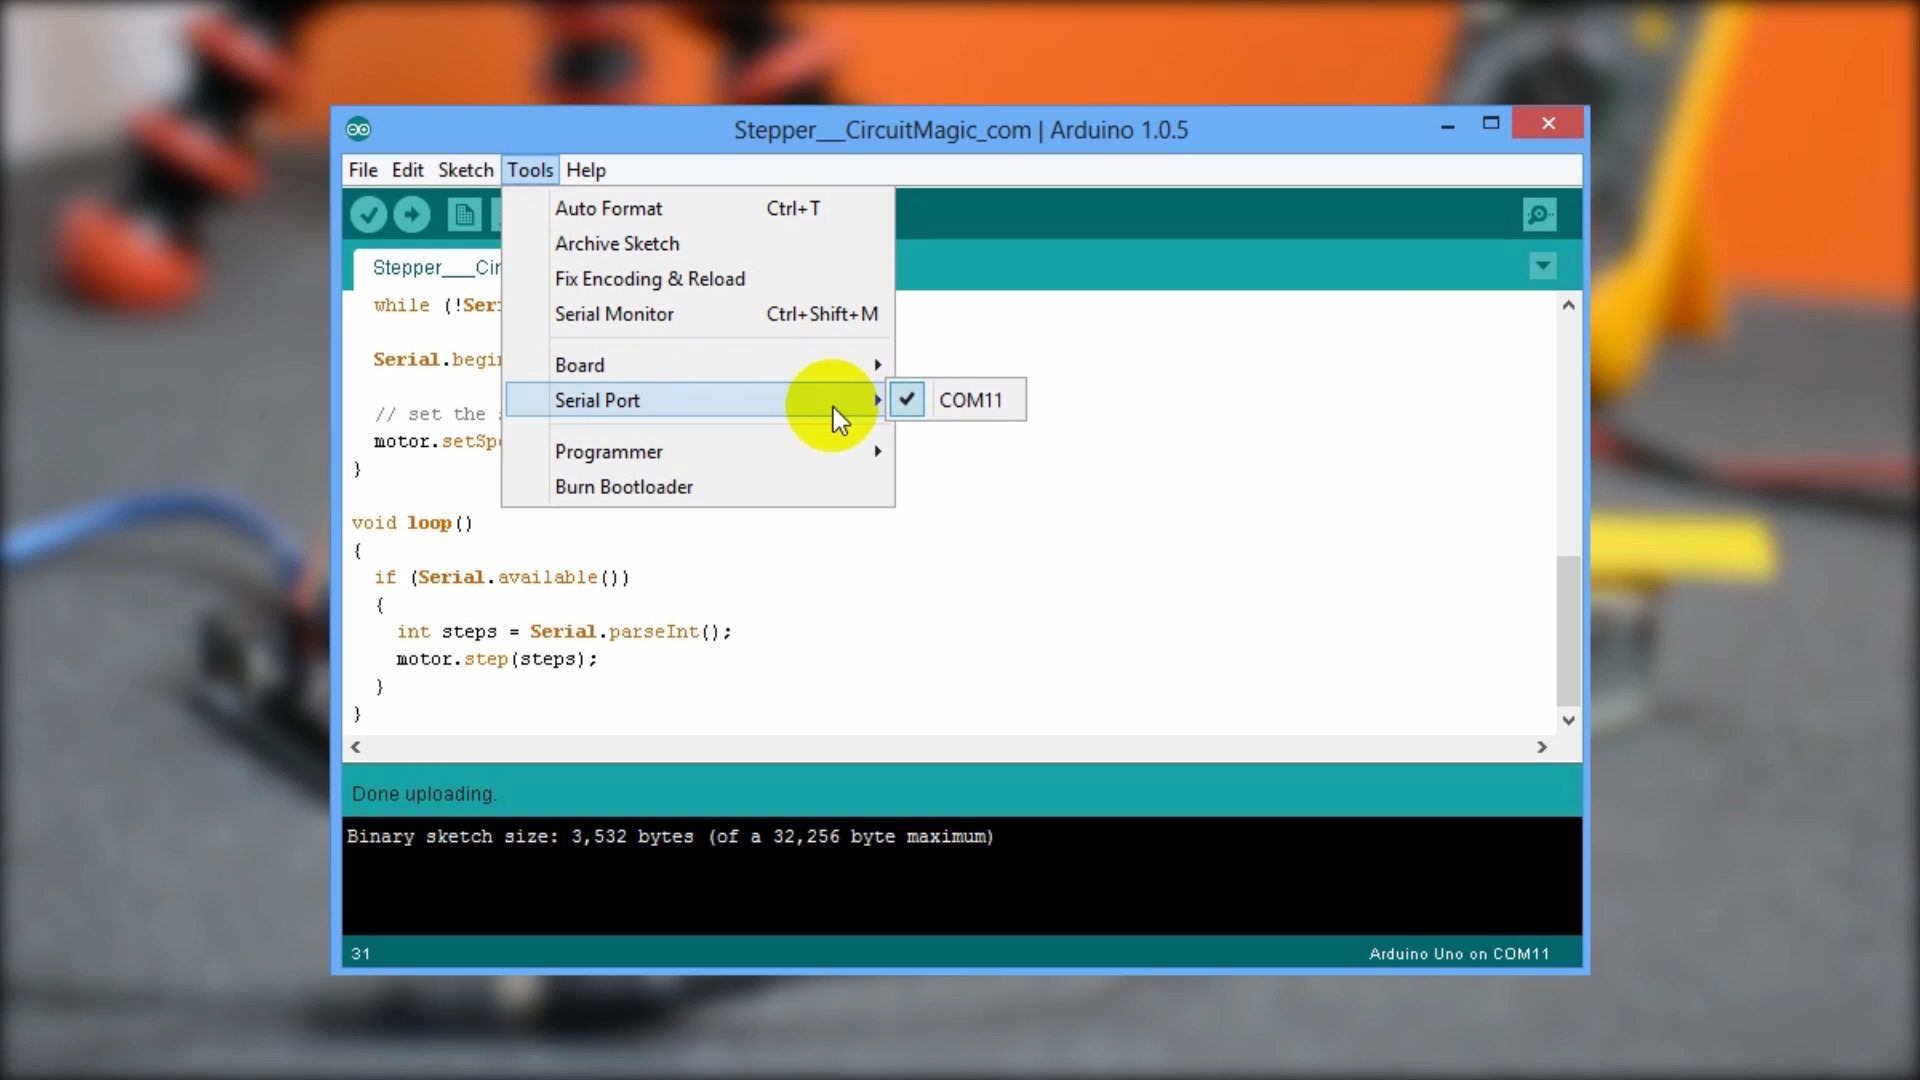 Stepper___CircuitMagic_com | Arduino 1.0.5
File Edit Sketch Tools Help
Auto Format Ctrl+T
Archive Sketch
Fix Encoding & Reload
Serial Monitor Ctrl+Shift+M
Board
Serial Port
COM11
Programmer
Burn Bootloader
Stepper___Cir
while (!Seri
Serial.begin
// set the
motor.setSpe
}
void loop()
{
if (Serial.available())
{
int steps = Serial.parseInt();
motor.step(steps);
}
}
Done uploading.
Binary sketch size: 3,532 bytes (of a 32,256 byte maximum)
31
Arduino Uno on COM11